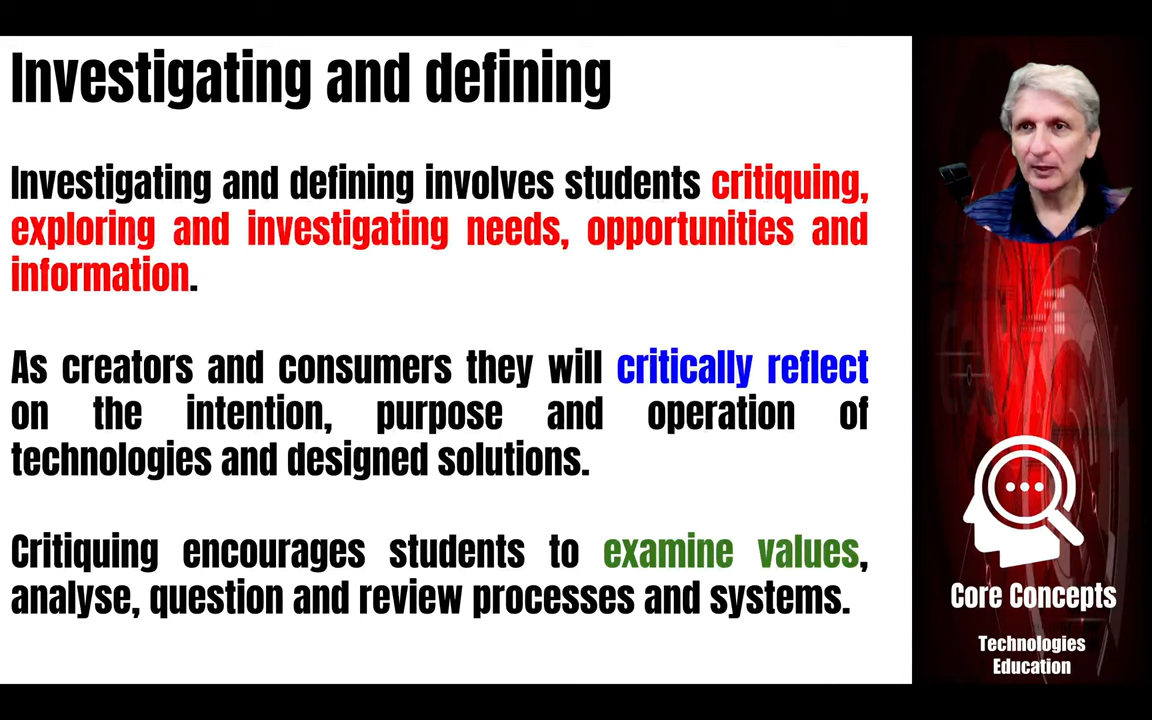 Investigating and defining
Investigating and defining involves students critiquing,
exploring and investigating needs, opportunities and
information.
As creators and consumers they will critically reflect
on the intention, purpose and operation of
technologies and designed solutions.
Critiquing encourages students to examine values,
analyse, question and review processes and systems.
Core Concepts
Technologies
Education